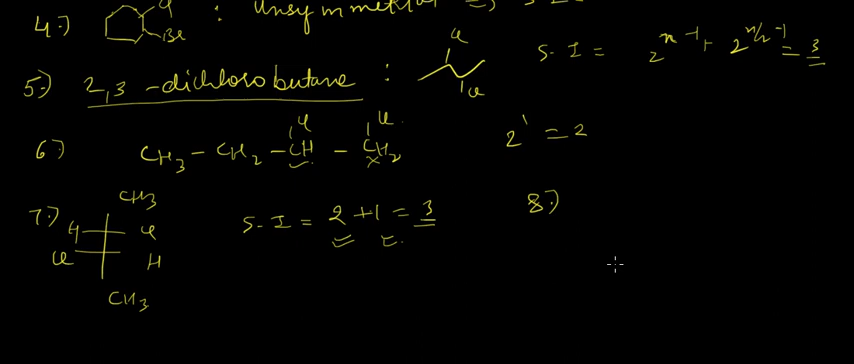 4.) Cl : Unsymmetrical
Br
5.) 2,3-dichlorobutane : Cl Cl S.I = 2^n-1 + 2^n/2-1 = 3
6.) CH3 - CH2 - CH - CH2 2^1 = 2
Cl Cl
7.) CH3 S.I = 2 + 1 = 3 8.)
H Cl
Cl H
CH3